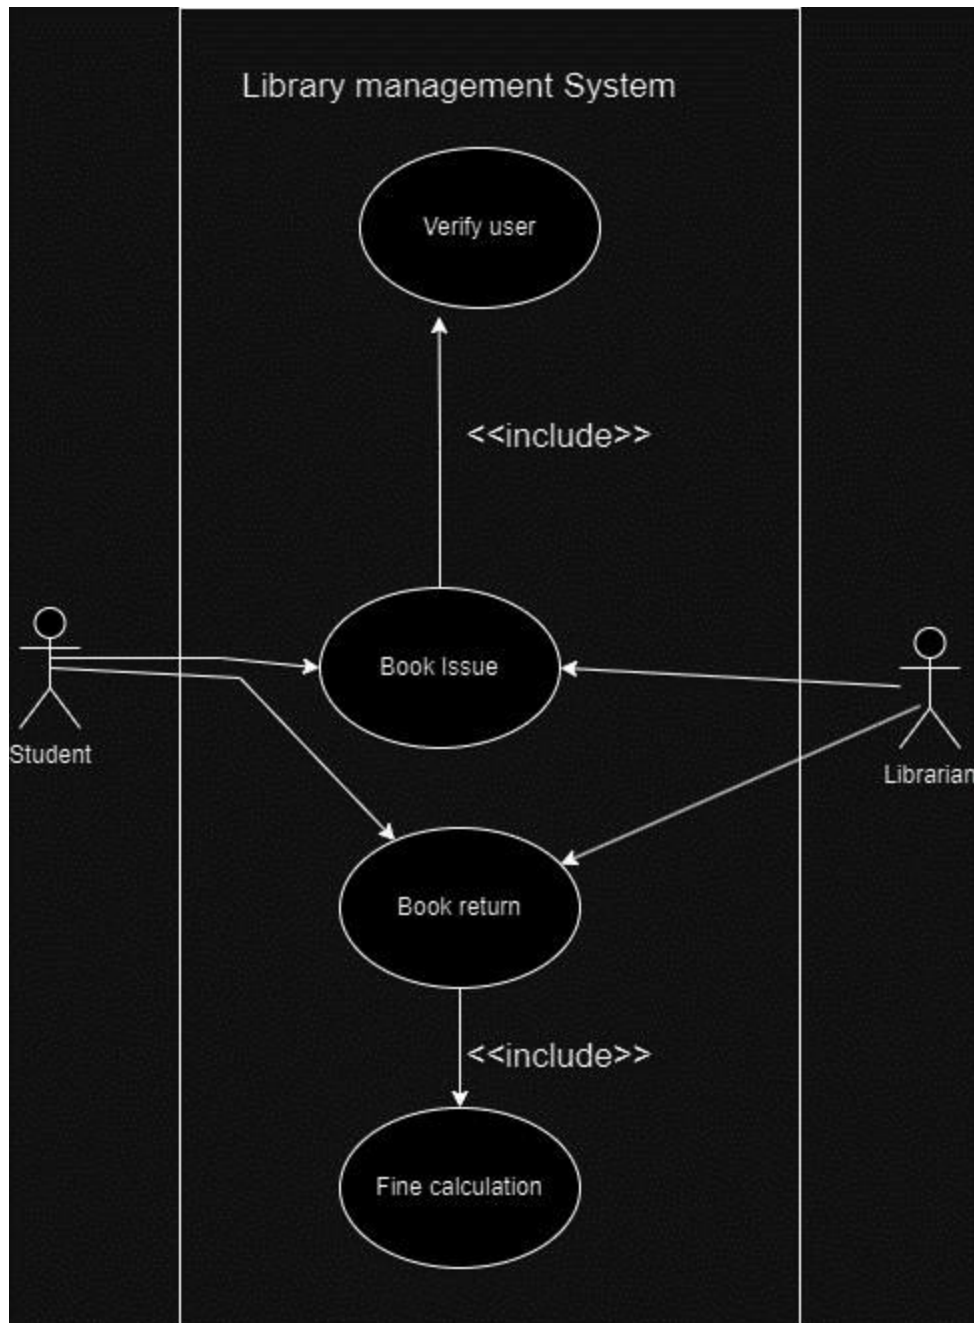 Library management System
Verify user
<<include>>
Book Issue
Student
Librarian
Book return
<<include>>
Fine calculation